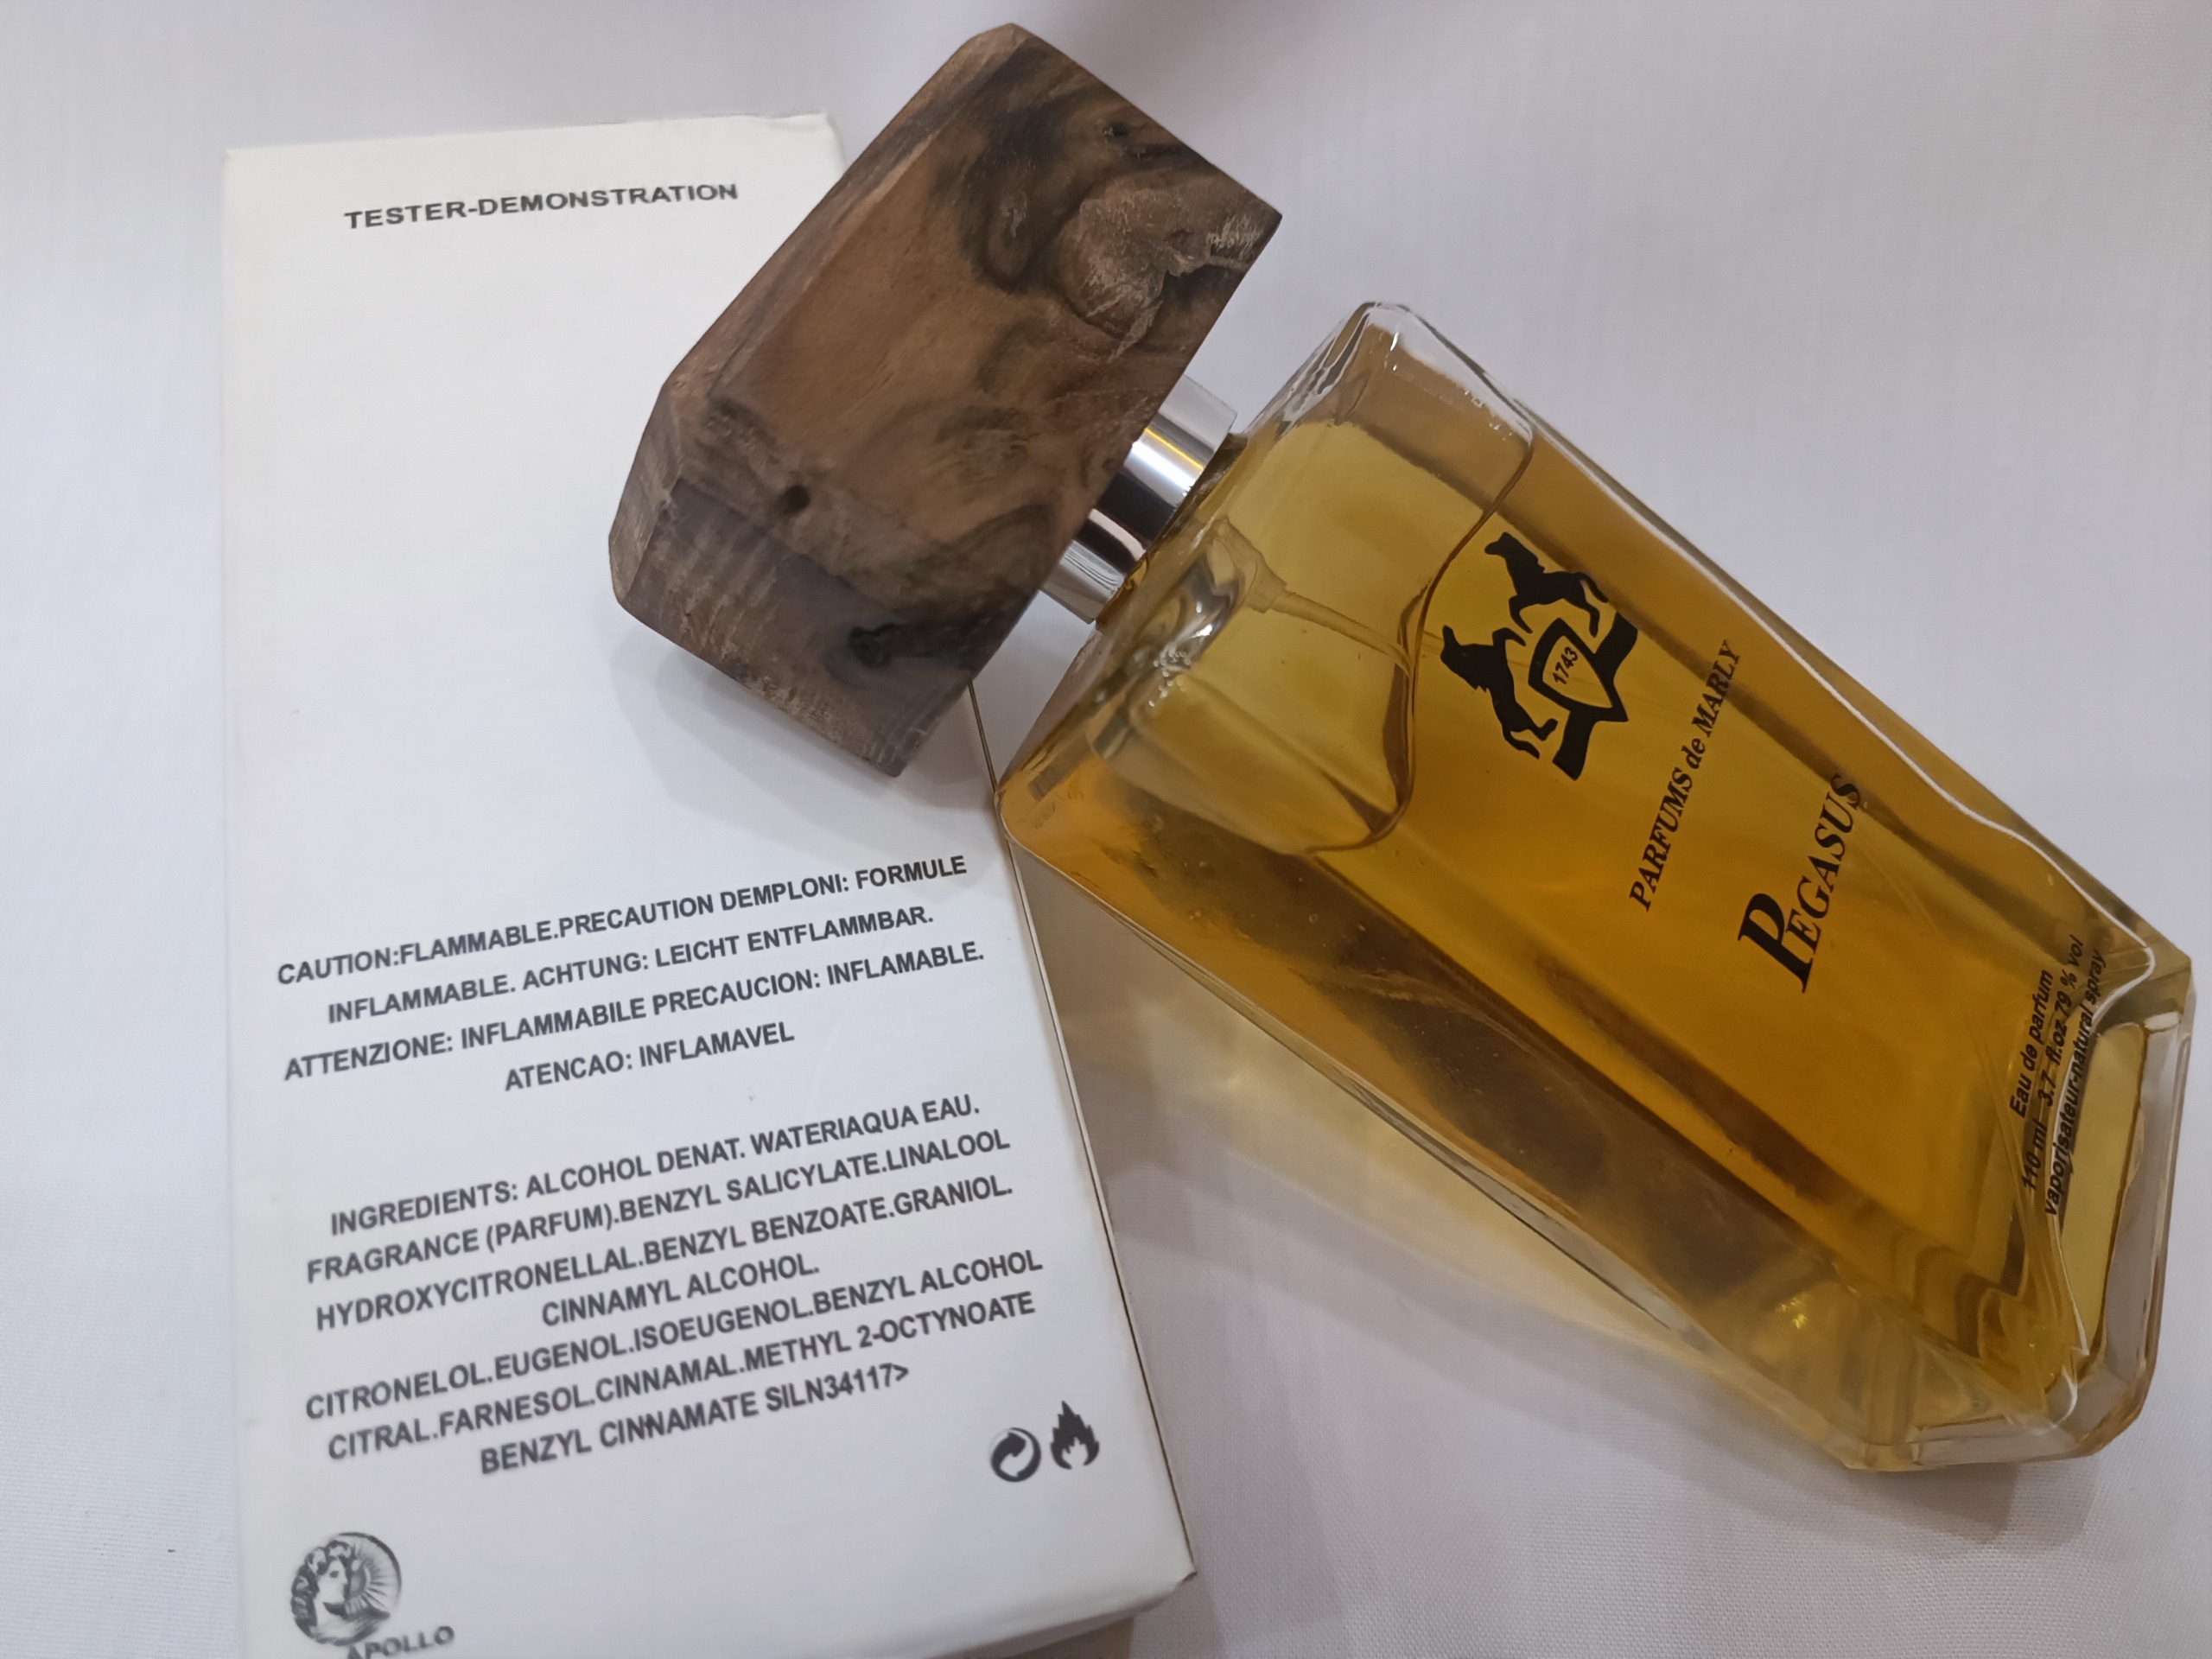 TESTER-DEMONSTRATION
CAUTION:FLAMMABLE.PRECAUTION DEMPLONI: FORMULE
INFLAMMABLE. ACHTUNG: LEICHT ENTFLAMMBAR.
ATTENZIONE: INFLAMMABILE PRECAUCION: INFLAMABLE.
ATENCAO: INFLAMAVEL
INGREDIENTS: ALCOHOL DENAT. WATERIAQUA EAU.
FRAGRANCE (PARFUM).BENZYL SALICYLATE.LINALOOL
HYDROXYCITRONELLAL.BENZYL BENZOATE.GRANIOL.
CINNAMYL ALCOHOL.
CITRONELOL.EUGENOL.ISOEUGENOL.BENZYL ALCOHOL
CITRAL.FARNESOL.CINNAMAL.METHYL 2-OCTYNOATE
BENZYL CINNAMATE SILN34117>
APOLLO
1743
PARFUMS de MARLY
PEGASUS
Eau de parfum
110 ml 3.7 fl.oz 79 % vol
vaporisateur-natural spray